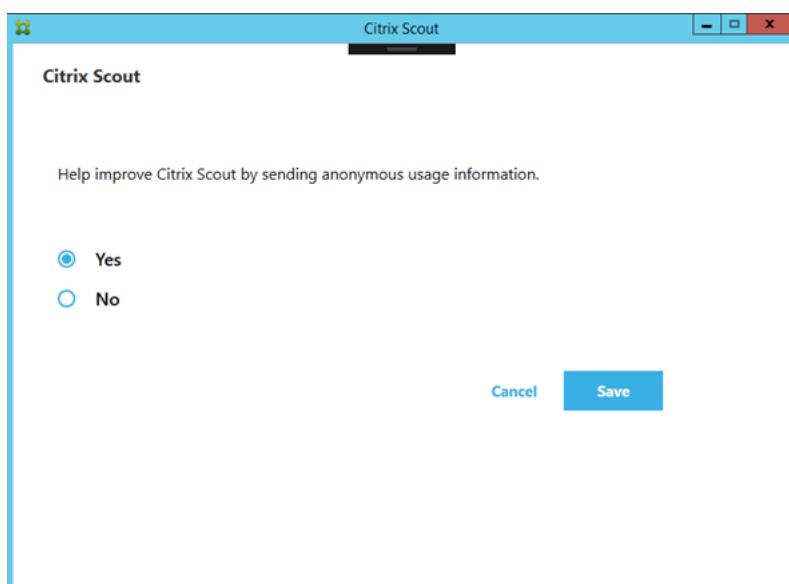 Citrix Scout
Citrix Scout
Help improve Citrix Scout by sending anonymous usage information.
Yes
No
Cancel Save